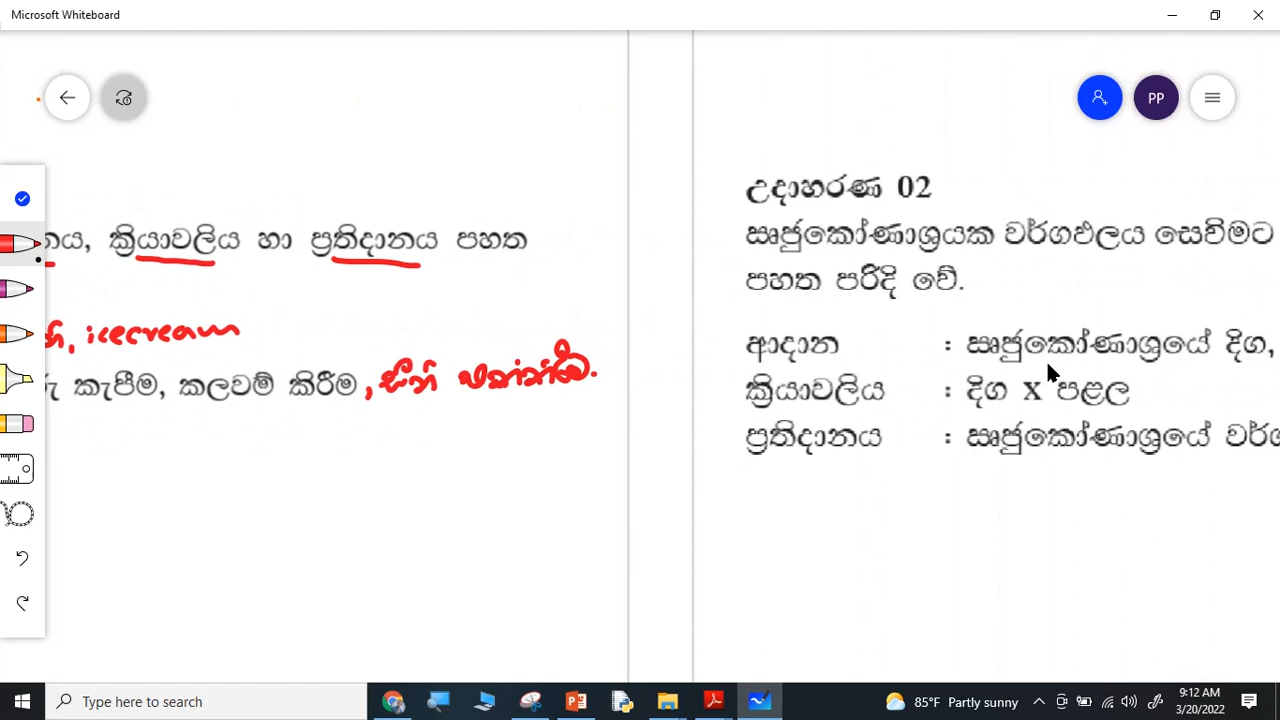 Microsoft Whiteboard
PP
නය, ක්‍රියාවලිය හා ප්‍රතිදානය පහත
, icecream
රු කැපීම, කලවම් කිරීම, සීනි
උදාහරණ 02
සෘජුකෝණාශ්‍රයක වර්ගඵලය සෙවීමට
පහත පරිදි වේ.
ආදාන : සෘජුකෝණාශ්‍රයේ දිග,
ක්‍රියාවලිය : දිග x පළල
ප්‍රතිදානය : සෘජුකෝණාශ්‍රයේ වර්ග
Type here to search
85°F Partly sunny
9:12 AM
3/20/2022